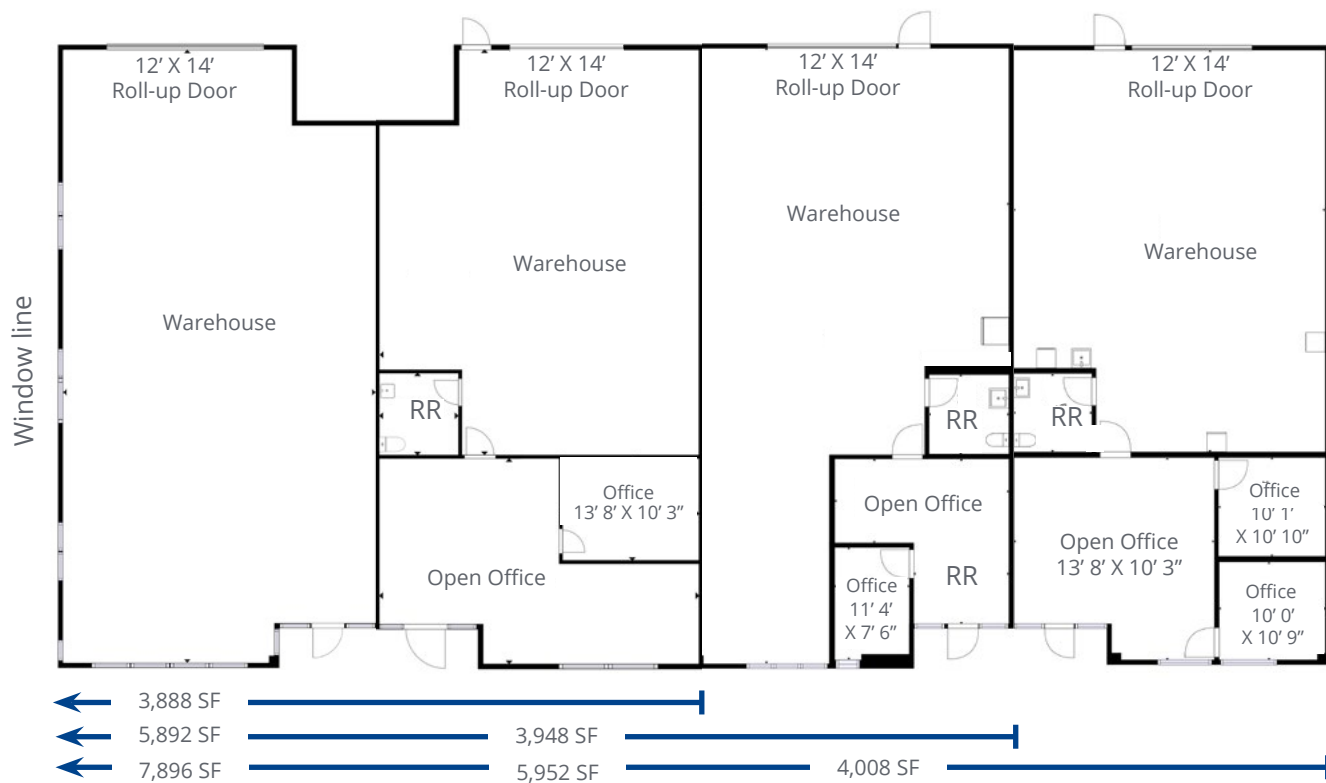 12’ X 14’
Roll-up Door
12’ X 14’
Roll-up Door
12’ X 14’
Roll-up Door
12’ X 14’
Roll-up Door
Window line
Warehouse
Warehouse
Warehouse
Warehouse
RR
RR
RR
Office
13’ 8’ X 10’ 3”
Open Office
Open Office
RR
Office
11’ 4’
X 7’ 6”
Open Office
13’ 8’ X 10’ 3”
Office
10’ 1’
X 10’ 10”
Office
10’ 0’
X 10’ 9”
3,888 SF
5,892 SF
3,948 SF
7,896 SF
5,952 SF
4,008 SF